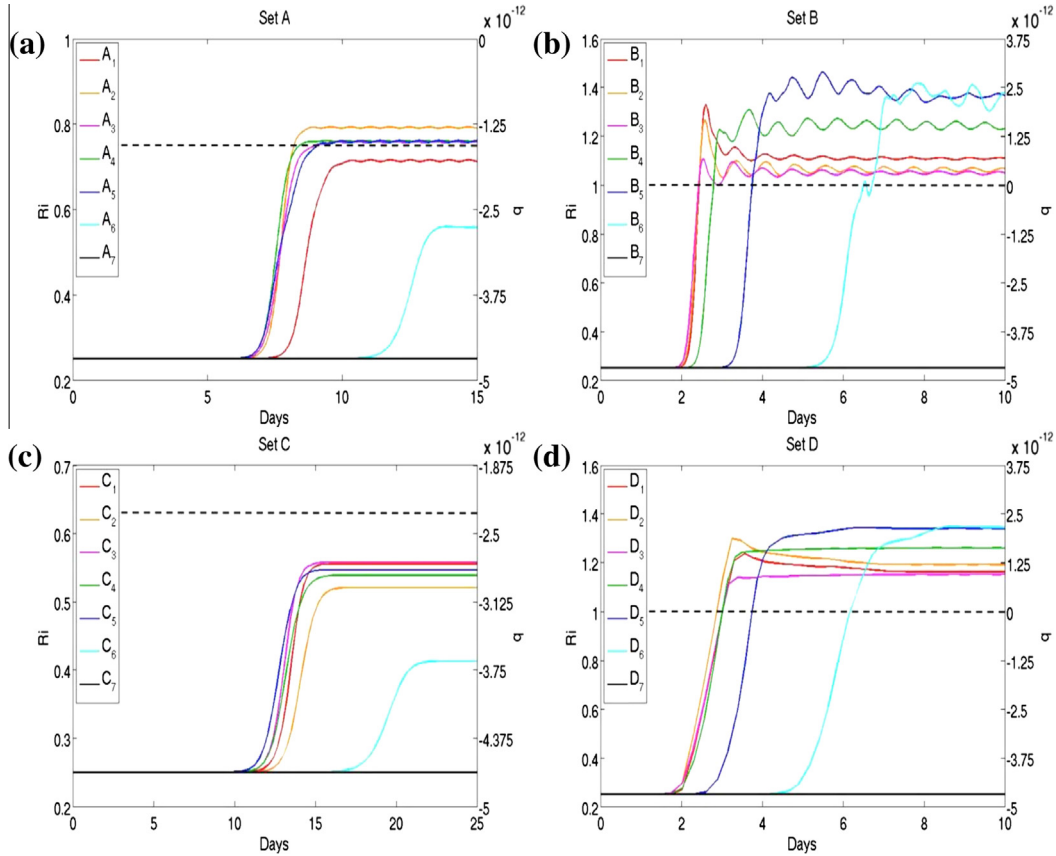 (a)
Set A
x 10^-12
1
0.8
0.6
0.4
0.2
Ri
A1
A2
A3
A4
A5
A6
A7
0
-1.25
-2.5
-3.75
-5
q
0
5
10
15
Days
(b)
Set B
x 10^-12
1.6
1.4
1.2
1
0.8
0.6
0.4
0.2
Ri
B1
B2
B3
B4
B5
B6
B7
3.75
2.5
1.25
0
-1.25
-2.5
-3.75
-5
q
0
2
4
6
8
10
Days
(c)
Set C
x 10^-12
0.7
0.6
0.5
0.4
0.3
0.2
Ri
C1
C2
C3
C4
C5
C6
C7
-1.875
-2.5
-3.125
-3.75
-4.375
-5
q
0
5
10
15
20
25
Days
(d)
Set D
x 10^-12
1.6
1.4
1.2
1
0.8
0.6
0.4
0.2
Ri
D1
D2
D3
D4
D5
D6
D7
3.75
2.5
1.25
0
-1.25
-2.5
-3.75
-5
q
0
2
4
6
8
10
Days